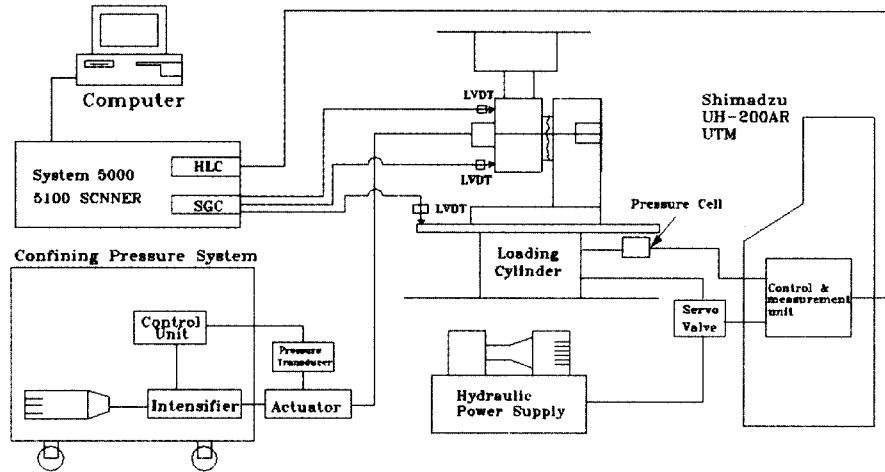 Computer
System 5000
5100 SCNNER
HLC
SGC
LVDT
LVDT
LVDT
Shimadzu
UH-200AR
UTM
Pressure Cell
Loading
Cylinder
Control &
measurement
unit
Servo
Valve
Hydraulic
Power Supply
Confining Pressure System
Control
Unit
Pressure
Transducer
Intensifier
Actuator